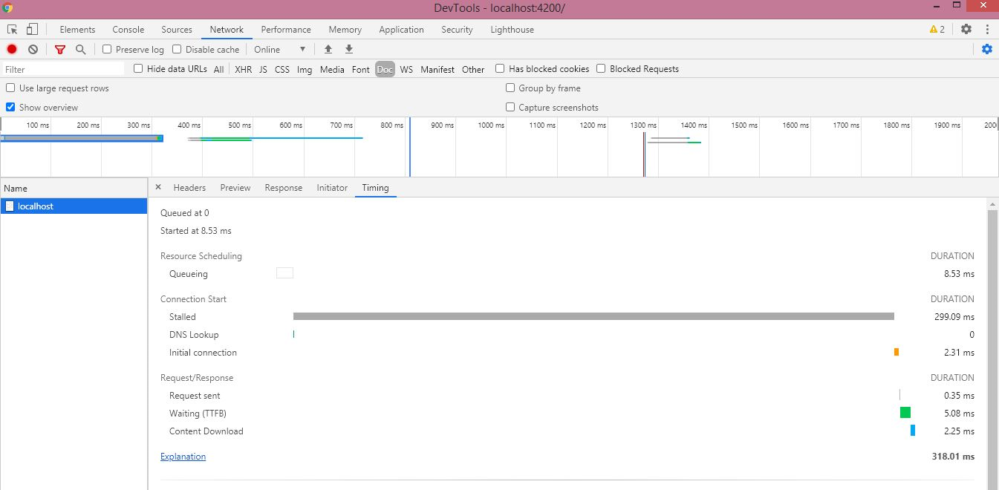 DevTools - localhost:4200/
Elements Console Sources Network Performance Memory Application Security Lighthouse 2
Preserve log Disable cache Online
Filter Hide data URLs All XHR JS CSS Img Media Font Doc WS Manifest Other Has blocked cookies Blocked Requests
Use large request rows Group by frame
Show overview Capture screenshots
100 ms 200 ms 300 ms 400 ms 500 ms 600 ms 700 ms 800 ms 900 ms 1000 ms 1100 ms 1200 ms 1300 ms 1400 ms 1500 ms 1600 ms 1700 ms 1800 ms 1900 ms 200
Name × Headers Preview Response Initiator Timing
localhost
Queued at 0
Started at 8.53 ms
Resource Scheduling DURATION
Queueing 8.53 ms
Connection Start DURATION
Stalled 299.09 ms
DNS Lookup 0
Initial connection 2.31 ms
Request/Response DURATION
Request sent 0.35 ms
Waiting (TTFB) 5.08 ms
Content Download 2.25 ms
Explanation 318.01 ms